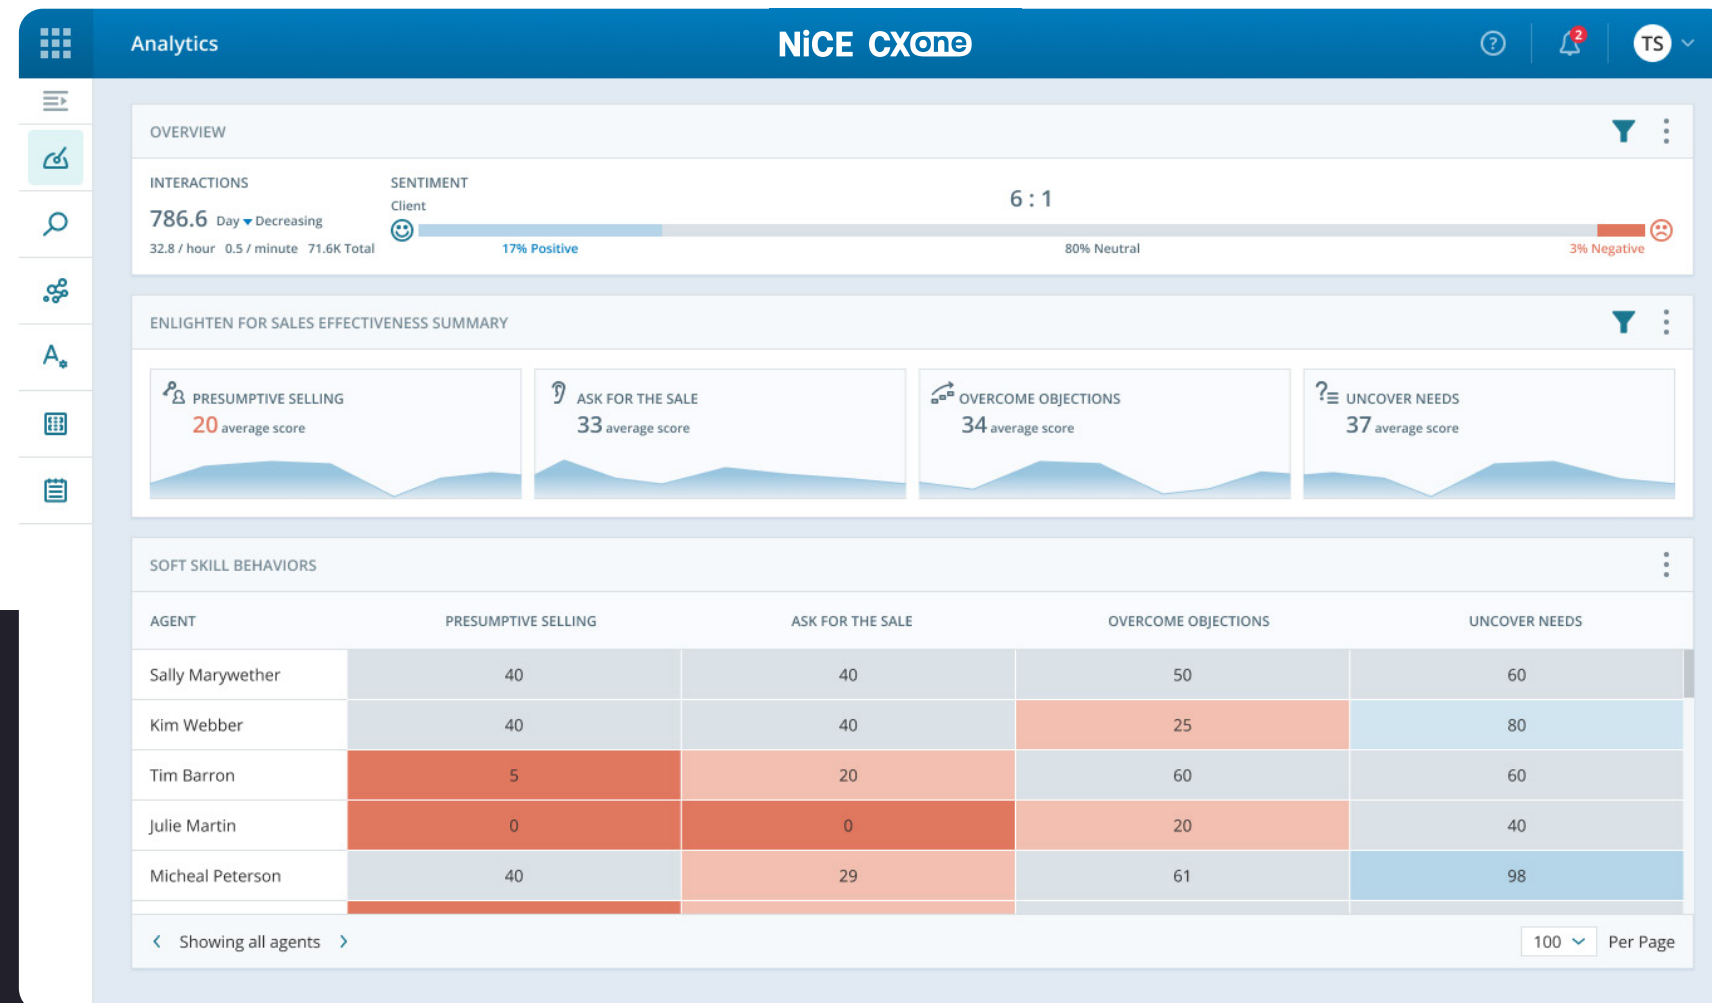 Analytics
NiCE CXone
?
2
TS
OVERVIEW
INTERACTIONS
786.6 Day Decreasing
32.8 / hour 0.5 / minute 71.6K Total
SENTIMENT
Client
6 : 1
17% Positive
80% Neutral
3% Negative
ENLIGHTEN FOR SALES EFFECTIVENESS SUMMARY
PRESUMPTIVE SELLING
20 average score
ASK FOR THE SALE
33 average score
OVERCOME OBJECTIONS
34 average score
UNCOVER NEEDS
37 average score
SOFT SKILL BEHAVIORS
AGENT PRESUMPTIVE SELLING ASK FOR THE SALE OVERCOME OBJECTIONS UNCOVER NEEDS
Sally Marywether 40 40 50 60
Kim Webber 40 40 25 80
Tim Barron 5 20 60 60
Julie Martin 0 0 20 40
Micheal Peterson 40 29 61 98
Showing all agents
100 Per Page